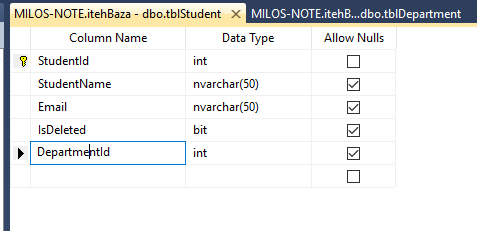 MILOS-NOTE.itehBaza - dbo.tblStudent MILOS-NOTE.itehB...dbo.tblDepartment
Column Name Data Type Allow Nulls
StudentId int
StudentName nvarchar(50)
Email nvarchar(50)
IsDeleted bit
DepartmentId int